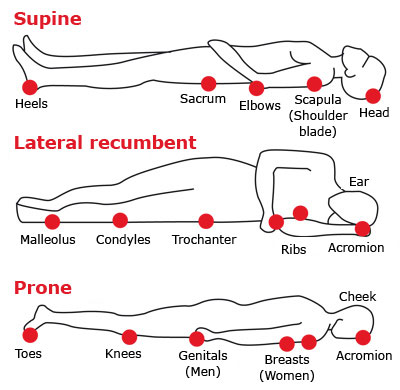 Supine
Heels
Sacrum
Elbows
Scapula
(Shoulder
blade)
Head
Lateral recumbent
Ear
Malleolus
Condyles
Trochanter
Ribs
Acromion
Prone
Cheek
Toes
Knees
Genitals
(Men)
Breasts
(Women)
Acromion